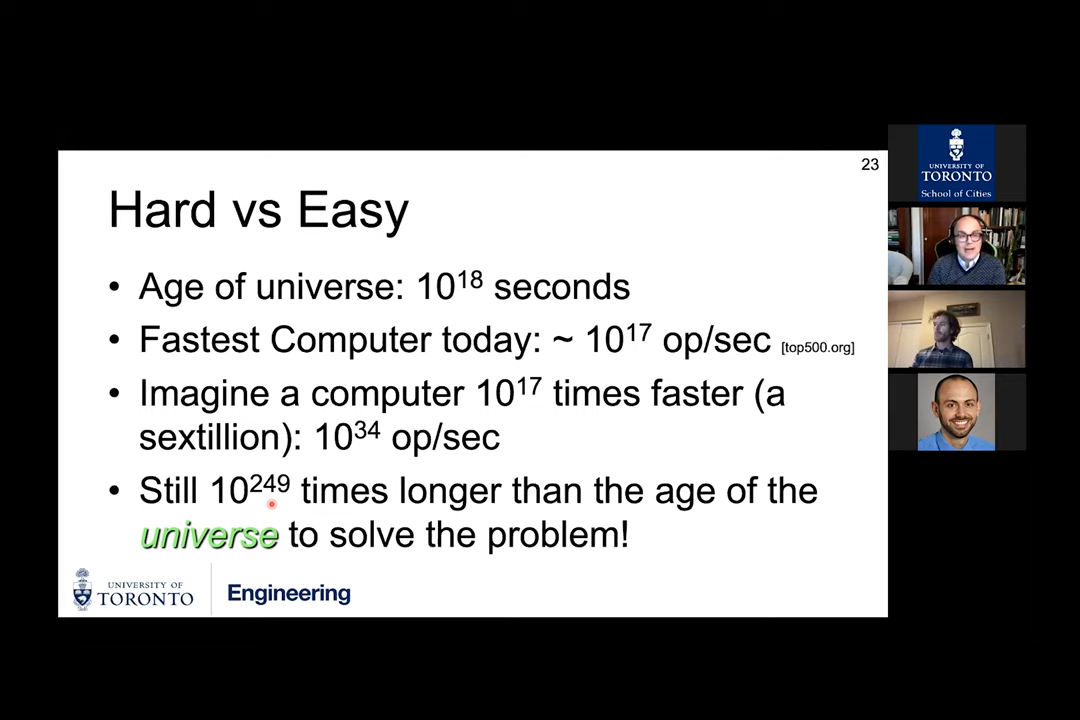 23
Hard vs Easy
• Age of universe: 10¹⁸ seconds
• Fastest Computer today: ~ 10¹⁷ op/sec [top500.org]
• Imagine a computer 10¹⁷ times faster (a
sextillion): 10³⁴ op/sec
• Still 10²⁴⁹ times longer than the age of the
universe to solve the problem!
UNIVERSITY OF
TORONTO
Engineering
UNIVERSITY OF
TORONTO
School of Cities